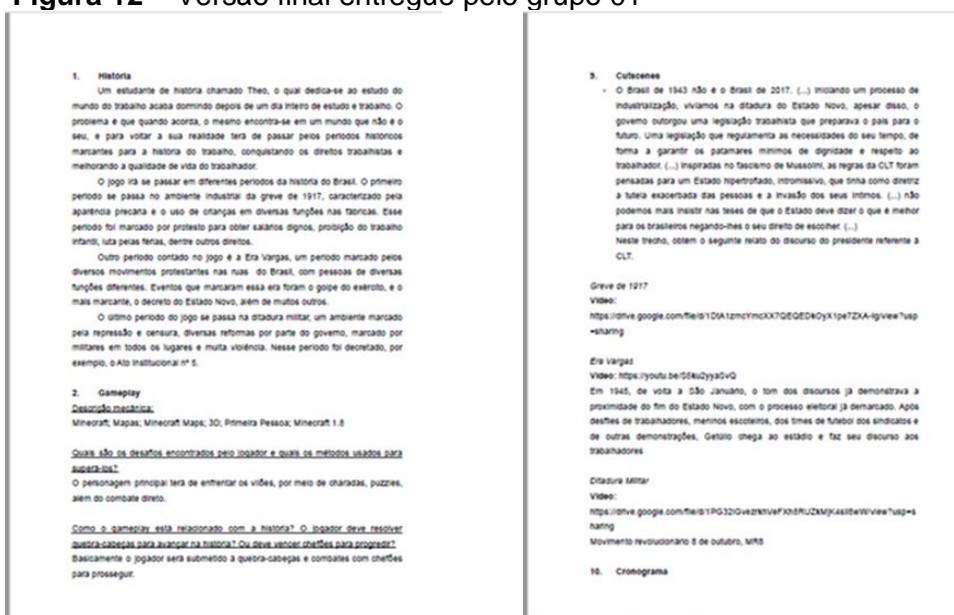 Figura 12 – Versão final entregue pelo grupo 01
1. História
Um estudante de história chamado Theo, o qual dedica-se ao estudo do
mundo do trabalho acaba dormindo depois de um dia inteiro de estudo e trabalho. O
problema é que quando acorda, o mesmo encontra-se em um mundo que não é o
seu, e para voltar a sua realidade terá de passar pelos períodos históricos
marcantes para a história do trabalho, conquistando os direitos trabalhistas e
melhorando a qualidade de vida do trabalhador.
O jogo irá se passar em diferentes períodos da história do Brasil. O primeiro
período se passa no ambiente industrial da greve de 1917, caracterizado pela
aparência precária e o uso de crianças em diversas funções nas fábricas. Esse
período foi marcado por protesto para obter salários dignos, proibição do trabalho
infantil, luta pelas férias, dentre outros direitos.
Outro período contado no jogo é a Era Vargas, um período marcado pelos
diversos movimentos protestantes nas ruas do Brasil, com pessoas de diversas
funções diferentes. Eventos que marcaram essa era foram o golpe do exército, e o
mais marcante, o decreto do Estado Novo, além de muitos outros.
O último período do jogo se passa na ditadura militar, um ambiente marcado
pela repressão e censura, diversas reformas por parte do governo, marcado por
militares em todos os lugares e muita violência. Nesse período foi decretado, por
exemplo, o Ato Institucional nº 5.
2. Gameplay
Descrição mecânica:
Minecraft; Mapas; Minecraft Maps; 3D; Primeira Pessoa; Minecraft 1.8
Quais são os desafios encontrados pelo jogador e quais os métodos usados para
superá-los?
O personagem principal terá de enfrentar os vilões, por meio de charadas, puzzles,
além do combate direto.
Como o gameplay está relacionado com a história? O jogador deve resolver
quebra-cabeças para avançar na história? Ou deve vencer chefões para progredir?
Basicamente o jogador será submetido à quebra-cabeças e combates com chefões
para prosseguir.
9. Cutscenes
- O Brasil de 1943 não é o Brasil de 2017. (...) Iniciando um processo de
industrialização, vivíamos na ditadura do Estado Novo, apesar disso, o
governo outorgou uma legislação trabalhista que preparava o país para o
futuro. Uma legislação que regulamenta as necessidades do seu tempo, de
forma a garantir os patamares mínimos de dignidade e respeito ao
trabalhador. (...) Inspiradas no fascismo de Mussolini, as regras da CLT foram
pensadas para um Estado hipertrofiado, intromissivo, que tinha como diretriz
a tutela exacerbada das pessoas e a invasão dos seus íntimos. (...) não
podemos mais insistir nas teses de que o Estado deve dizer o que é melhor
para os brasileiros negando-lhes o seu direito de escolher. (...)
Neste trecho, obtém o seguinte relato do discurso do presidente referente à
CLT.
Greve de 1917
Vídeo:
=sharing
Era Vargas
Vídeo:
Em 1945, de volta a São Januário, o tom dos discursos já demonstrava a
proximidade do fim do Estado Novo, com o processo eleitoral já demarcado. Após
desfiles de trabalhadores, meninos escoteiros, dos times de futebol dos sindicatos e
de outras demonstrações, Getúlio chega ao estádio e faz seu discurso aos
trabalhadores
Ditadura Militar
Vídeo:
haring
Movimento revolucionário 8 de outubro, MR8
10. Cronograma